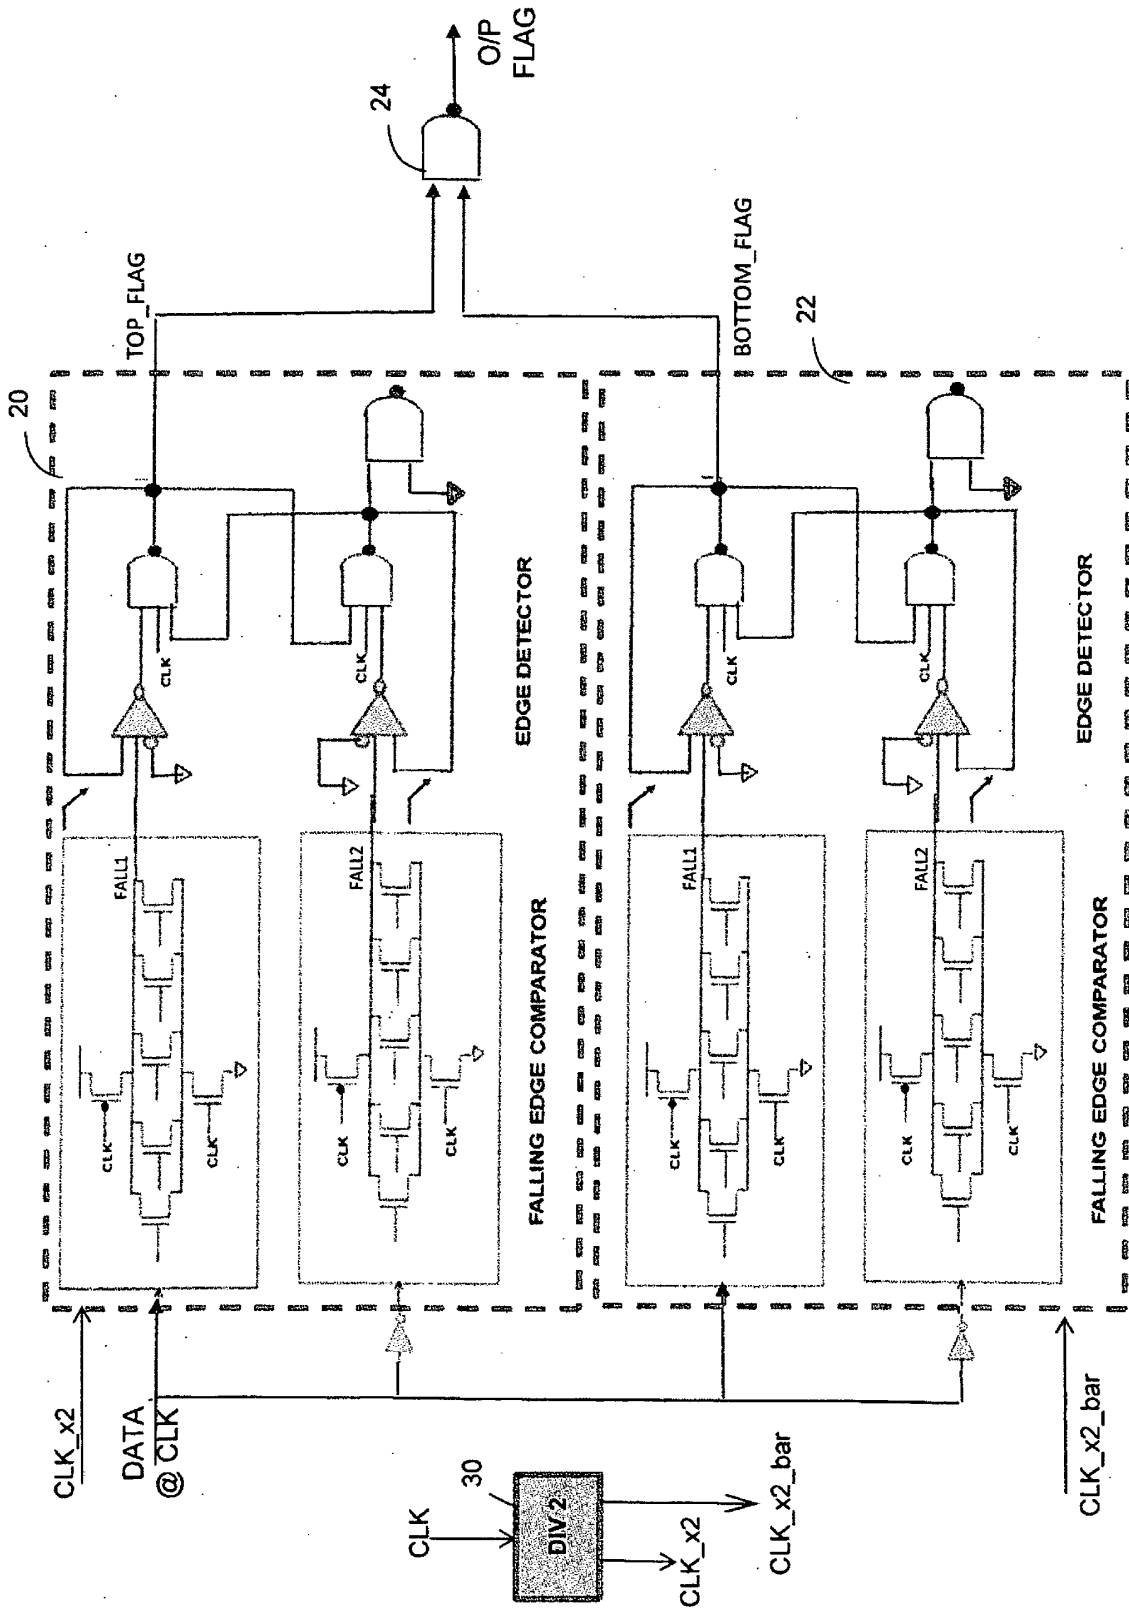 CLK_x2
DATA
@ CLK
CLK
30
DIV 2
CLK_x2
CLK_x2_bar
CLK_x2_bar
20
CLK
CLK
FALL1
CLK
TOP_FLAG
CLK
CLK
FALL2
CLK
FALLING EDGE COMPARATOR
EDGE DETECTOR
24
O/P
FLAG
CLK
CLK
FALL1
CLK
BOTTOM_FLAG
22
CLK
CLK
FALL2
CLK
FALLING EDGE COMPARATOR
EDGE DETECTOR